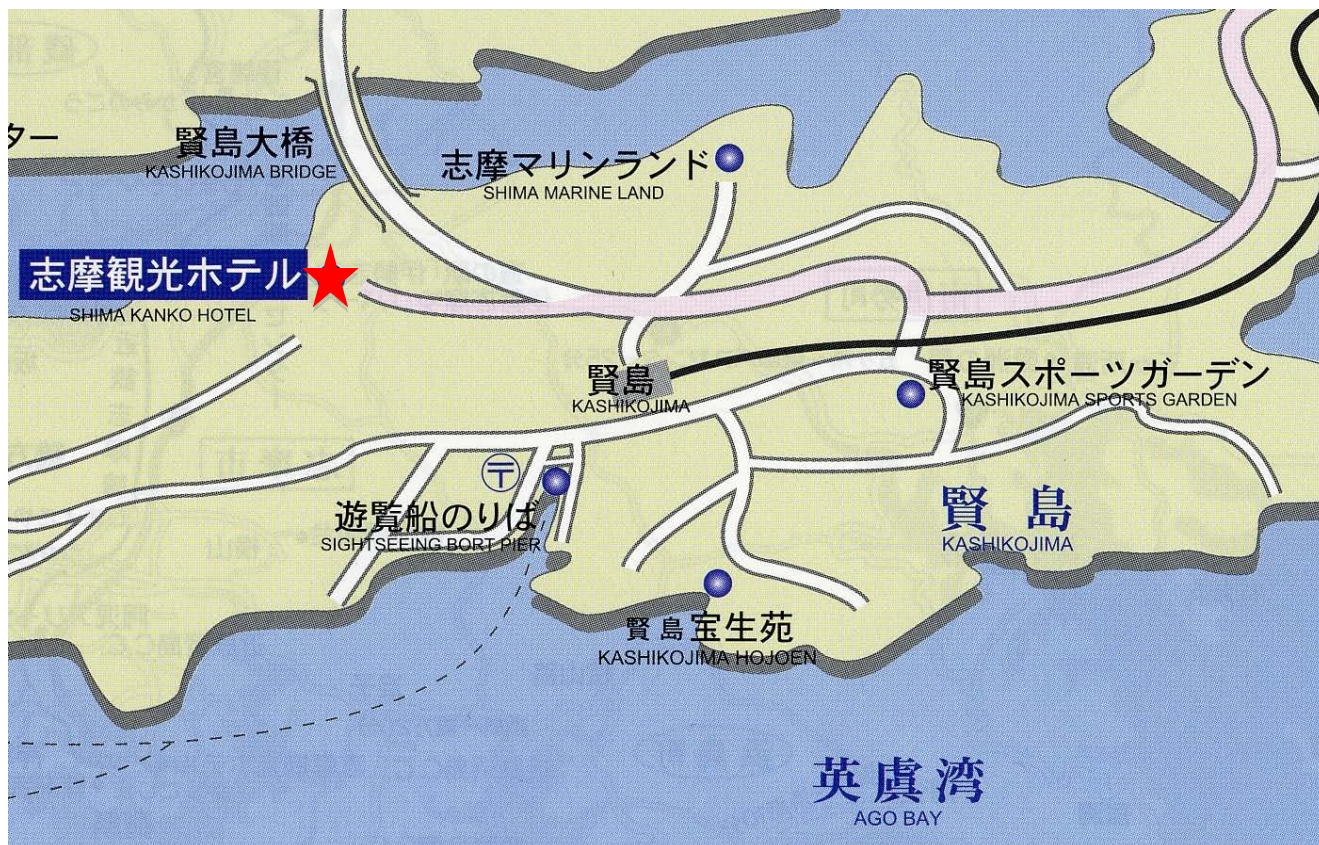 ター
賢島大橋
KASHIKOJIMA BRIDGE
志摩マリンランド
SHIMA MARINE LAND
志摩観光ホテル
SHIMA KANKO HOTEL
賢島
KASHIKOJIMA
賢島スポーツガーデン
KASHIKOJIMA SPORTS GARDEN
〒
遊覧船のりば
SIGHTSEEING BORT PIER
賢島
KASHIKOJIMA
賢島宝生苑
KASHIKOJIMA HOJOEN
英虞湾
AGO BAY